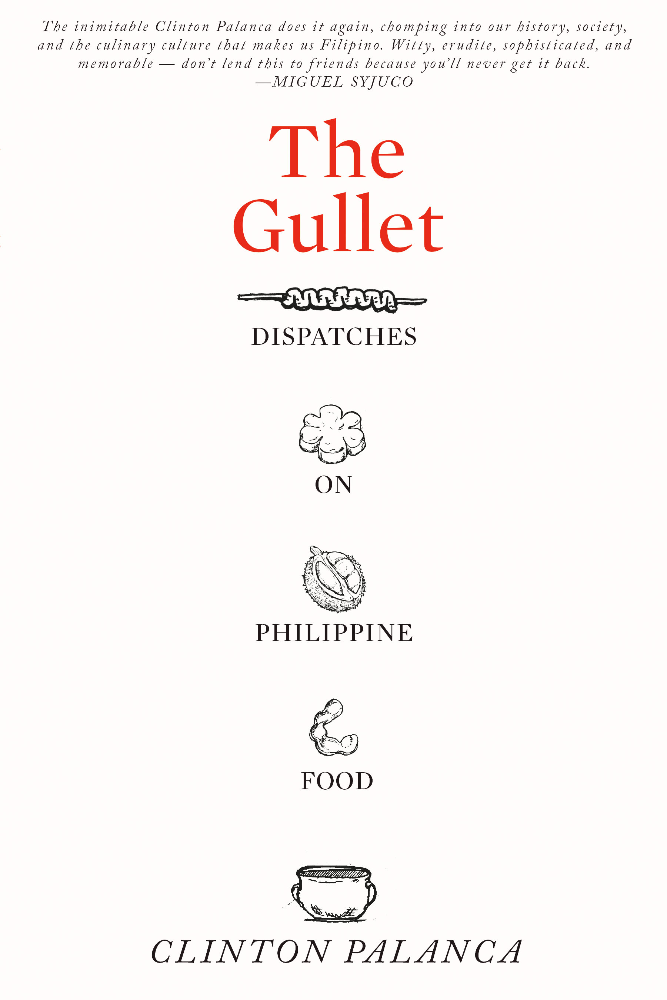 The inimitable Clinton Palanca does it again, chomping into our history, society,
and the culinary culture that makes us Filipino. Witty, erudite, sophisticated, and
memorable — don’t lend this to friends because you’ll never get it back.
—MIGUEL SYJUCO
The
Gullet
DISPATCHES
ON
PHILIPPINE
FOOD
CLINTON PALANCA